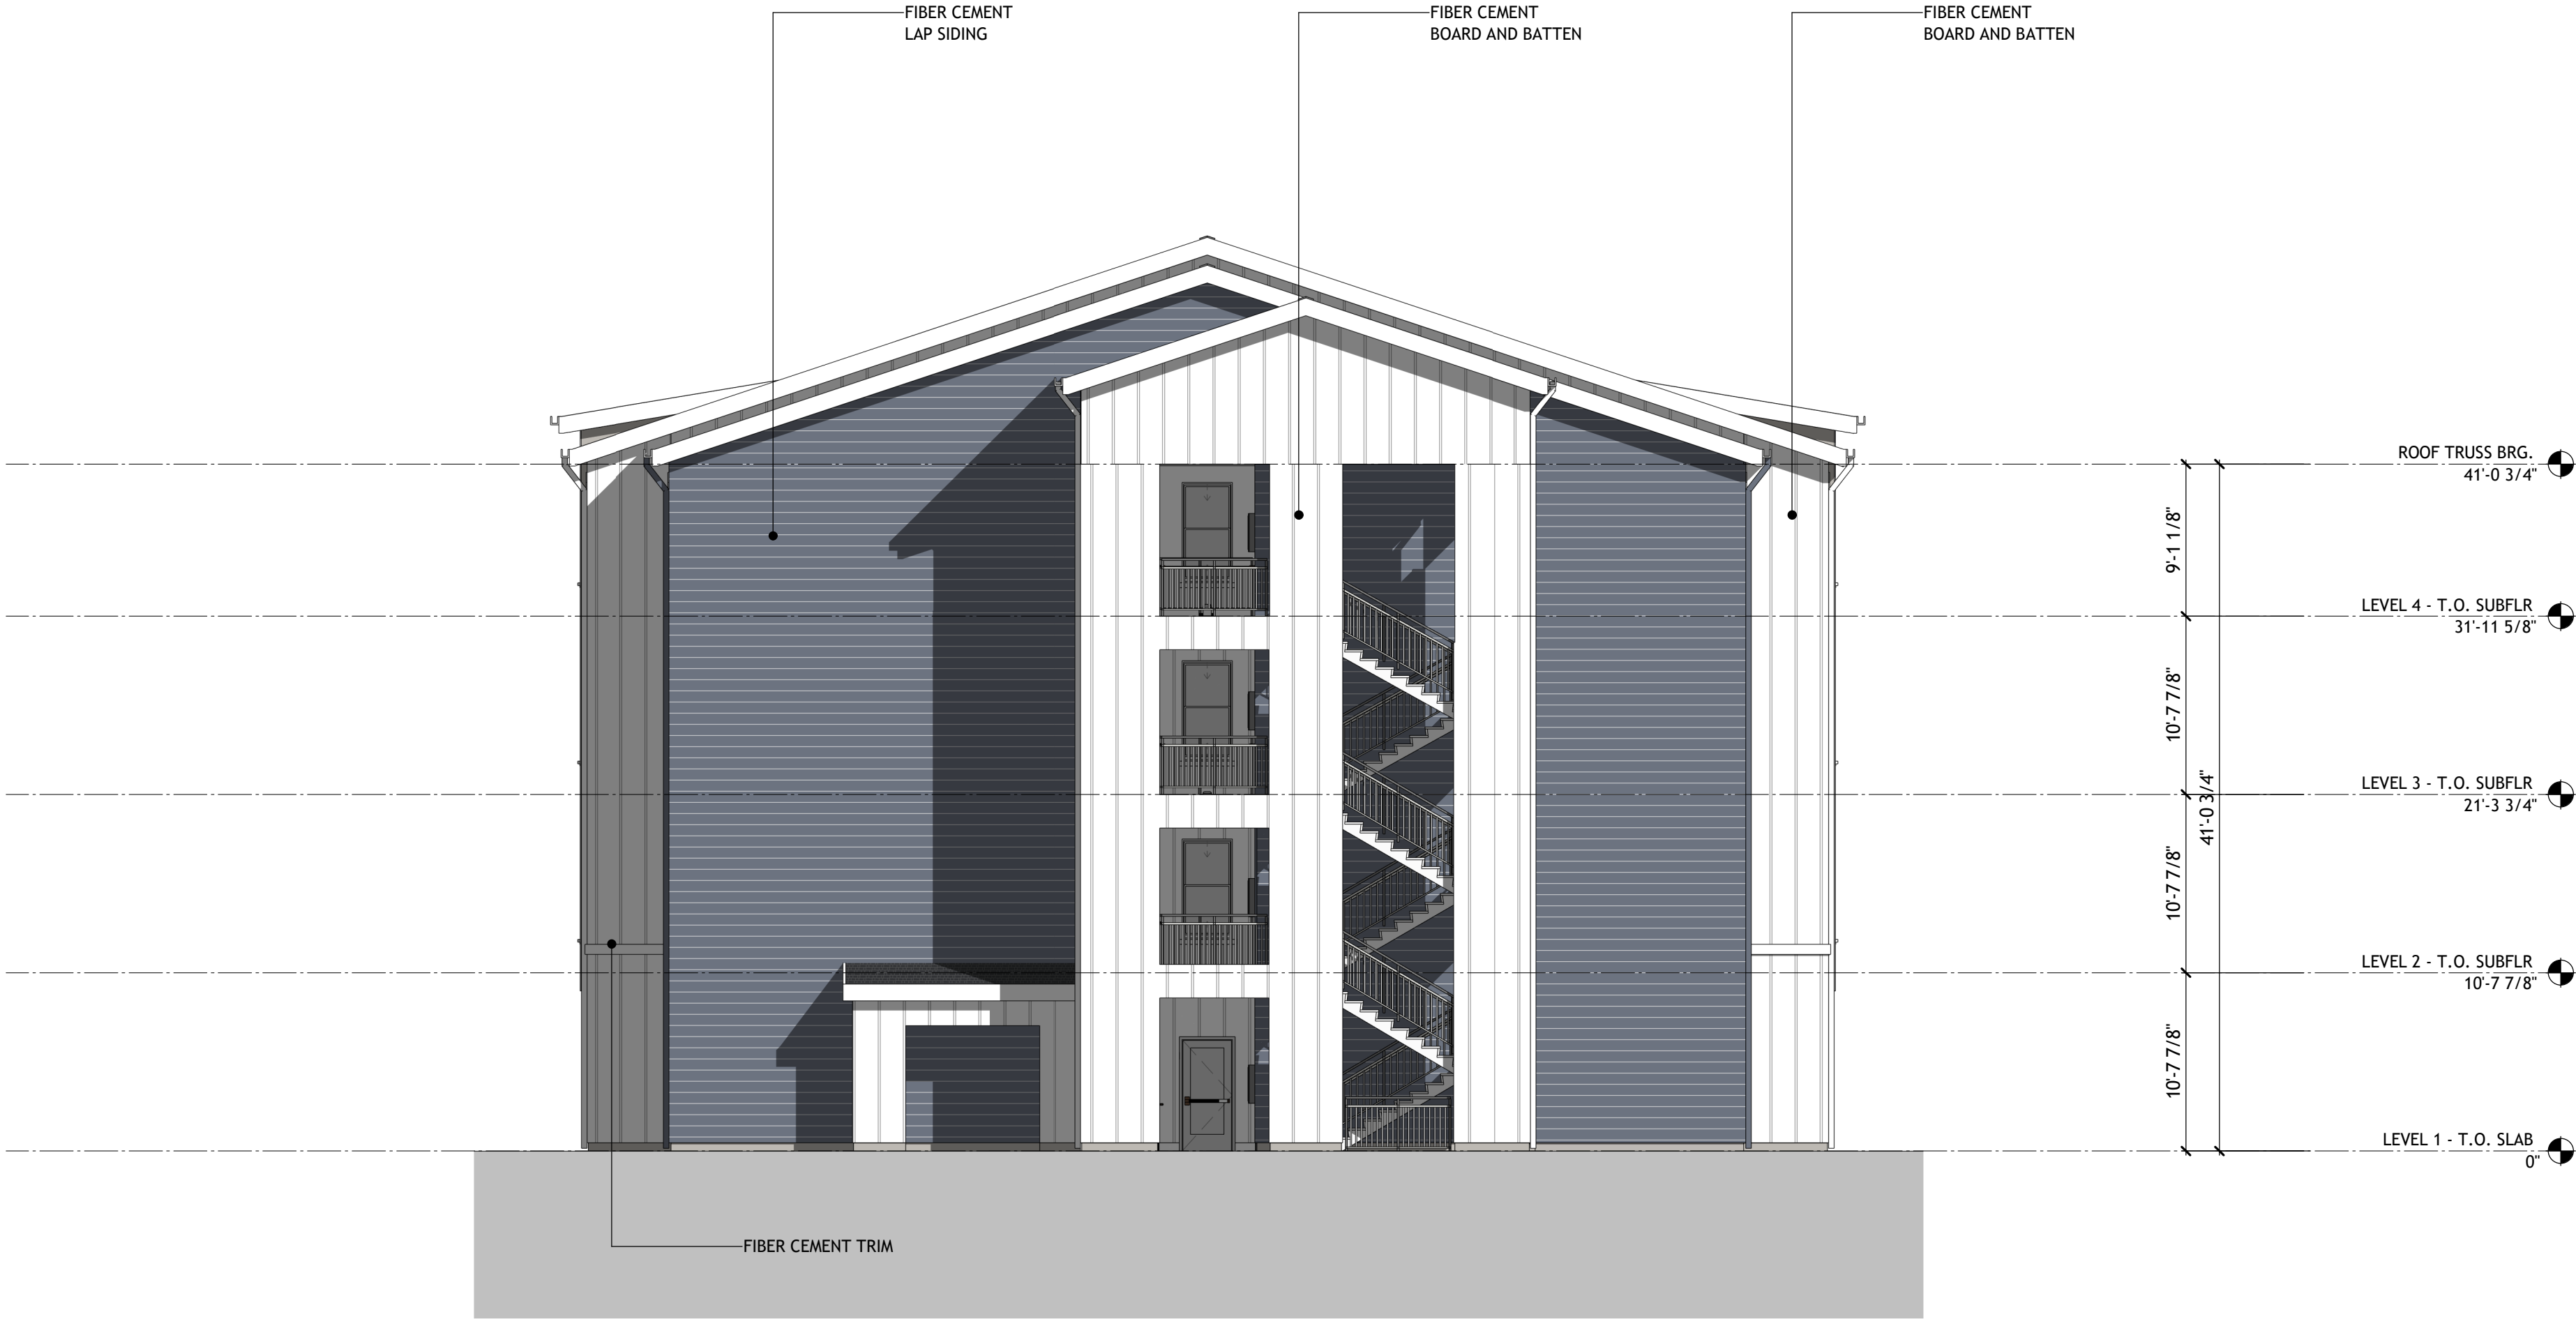 FIBER CEMENT
LAP SIDING
FIBER CEMENT
BOARD AND BATTEN
FIBER CEMENT
BOARD AND BATTEN
ROOF TRUSS BRG.
41'-0 3/4"
9'-1 1/8"
LEVEL 4 - T.O. SUBFLR
31'-11 5/8"
10'-7 7/8"
LEVEL 3 - T.O. SUBFLR
21'-3 3/4"
41'-0 3/4"
10'-7 7/8"
LEVEL 2 - T.O. SUBFLR
10'-7 7/8"
10'-7 7/8"
LEVEL 1 - T.O. SLAB
0"
FIBER CEMENT TRIM